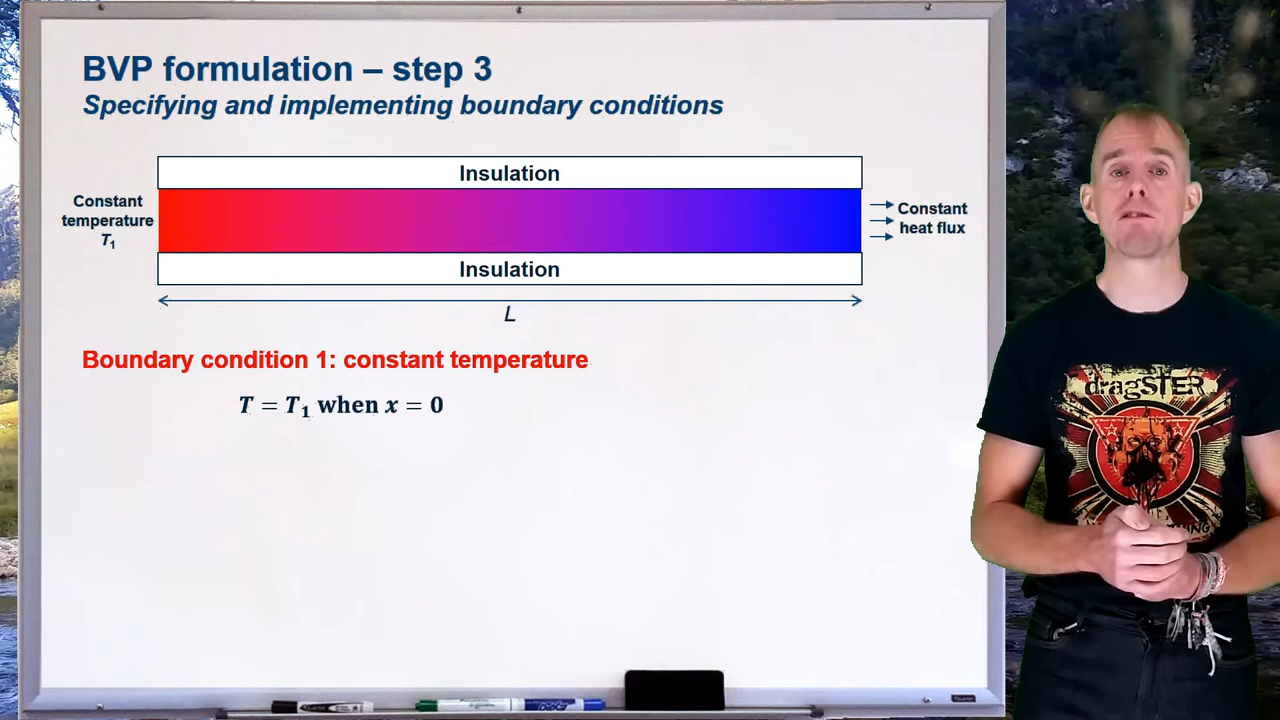 BVP formulation – step 3
Specifying and implementing boundary conditions
Insulation
Constant
temperature
T₁
Constant
heat flux
Insulation
L
Boundary condition 1: constant temperature
T = T₁ when x = 0
dragSTER